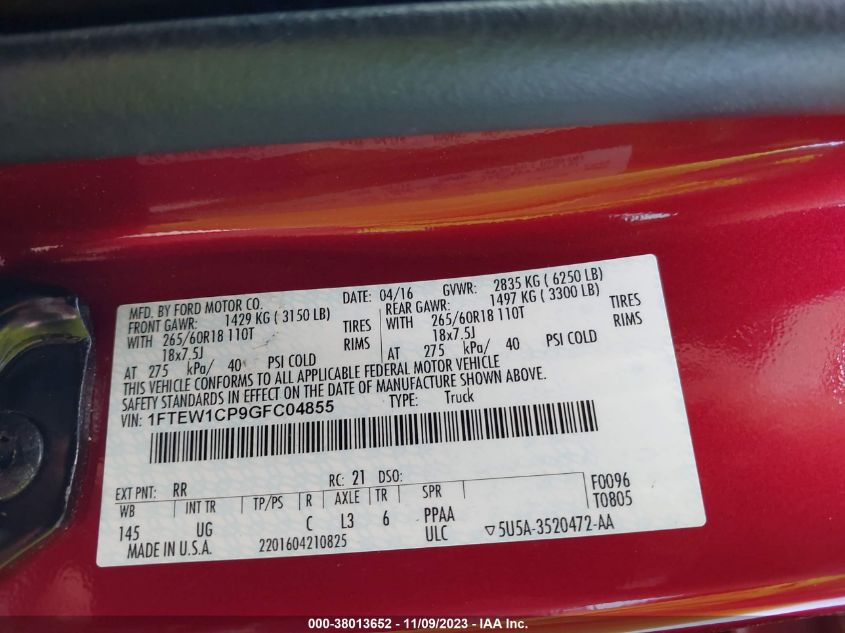 MFD. BY FORD MOTOR CO.
DATE: 04/16 GVWR: 2835 KG ( 6250 LB)
FRONT GAWR: 1429 KG ( 3150 LB) REAR GAWR: 1497 KG ( 3300 LB)
WITH 265/60R18 110T TIRES WITH 265/60R18 110T TIRES
18x7.5J RIMS 18x7.5J RIMS
AT 275 kPa/ 40 PSI COLD AT 275 kPa/ 40 PSI COLD
THIS VEHICLE CONFORMS TO ALL APPLICABLE FEDERAL MOTOR VEHICLE
SAFETY STANDARDS IN EFFECT ON THE DATE OF MANUFACTURE SHOWN ABOVE.
VIN: 1FTEW1CP9GFC04855 TYPE: Truck
EXT PNT: RR RC: 21 DSO: F0096
WB INT TR TP/PS R AXLE TR SPR T0805
145 UG C L3 6 PPAA
ULC ▽5U5A-3520472-AA
MADE IN U.S.A. 2201604210825
000-38013652 - 11/09/2023 - IAA Inc.